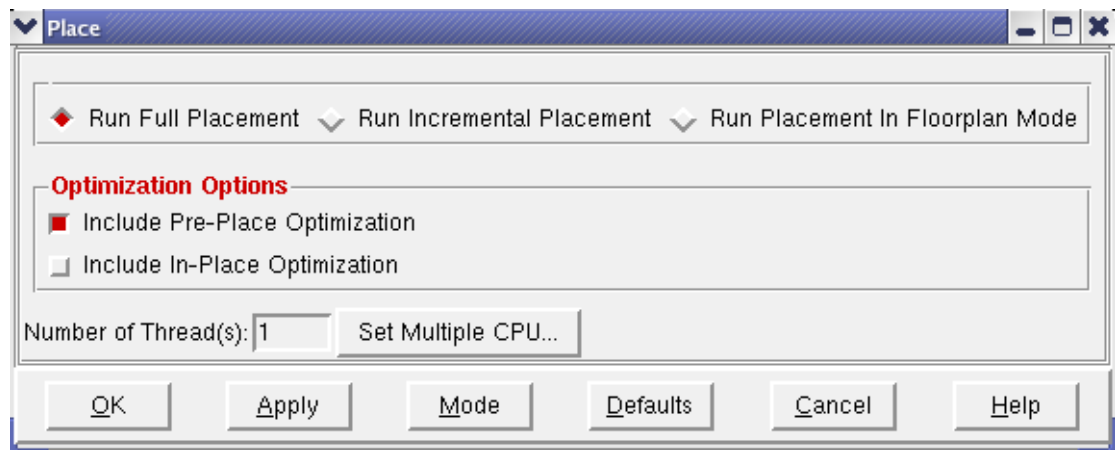 Place
Run Full Placement Run Incremental Placement Run Placement In Floorplan Mode
Optimization Options
Include Pre-Place Optimization
Include In-Place Optimization
Number of Thread(s): 1 Set Multiple CPU...
OK Apply Mode Defaults Cancel Help